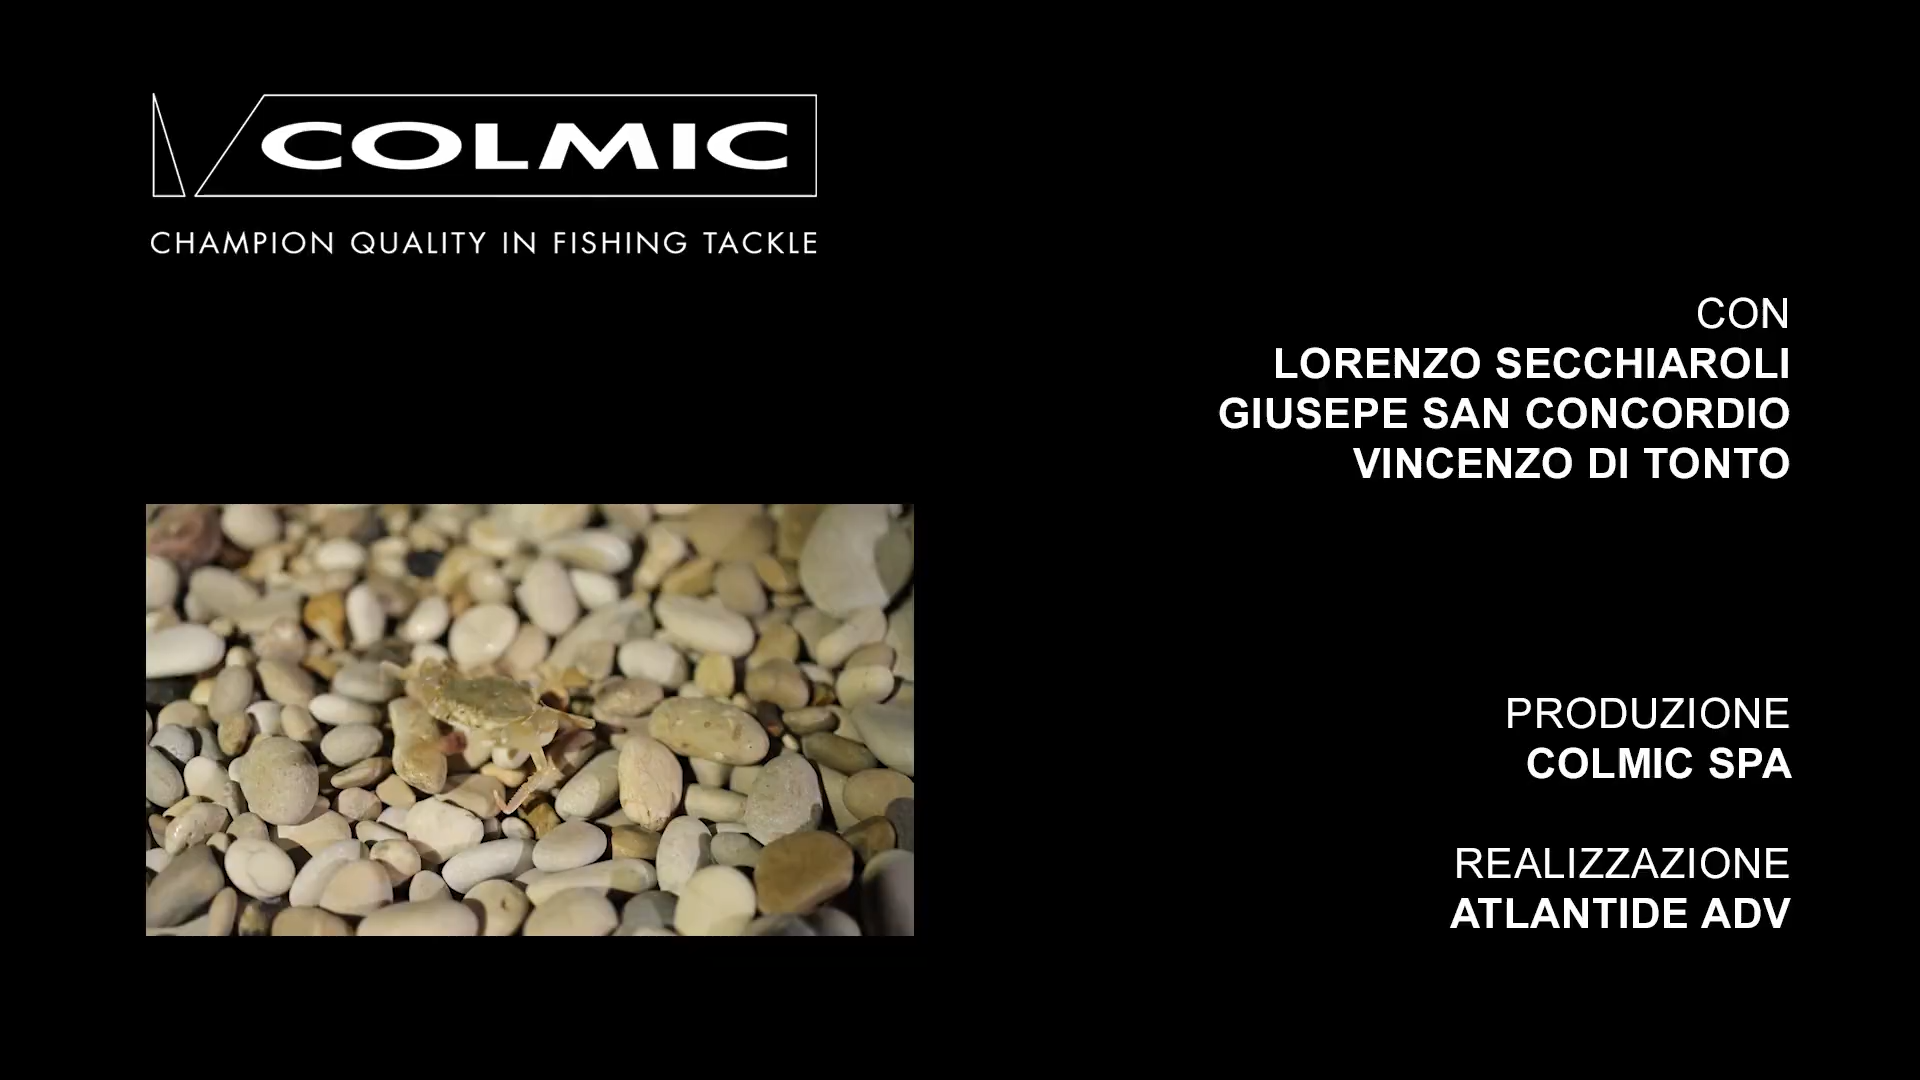 COLMIC
CHAMPION QUALITY IN FISHING TACKLE
CON
LORENZO SECCHIAROLI
GIUSEPE SAN CONCORDIO
VINCENZO DI TONTO
PRODUZIONE
COLMIC SPA
REALIZZAZIONE
ATLANTIDE ADV